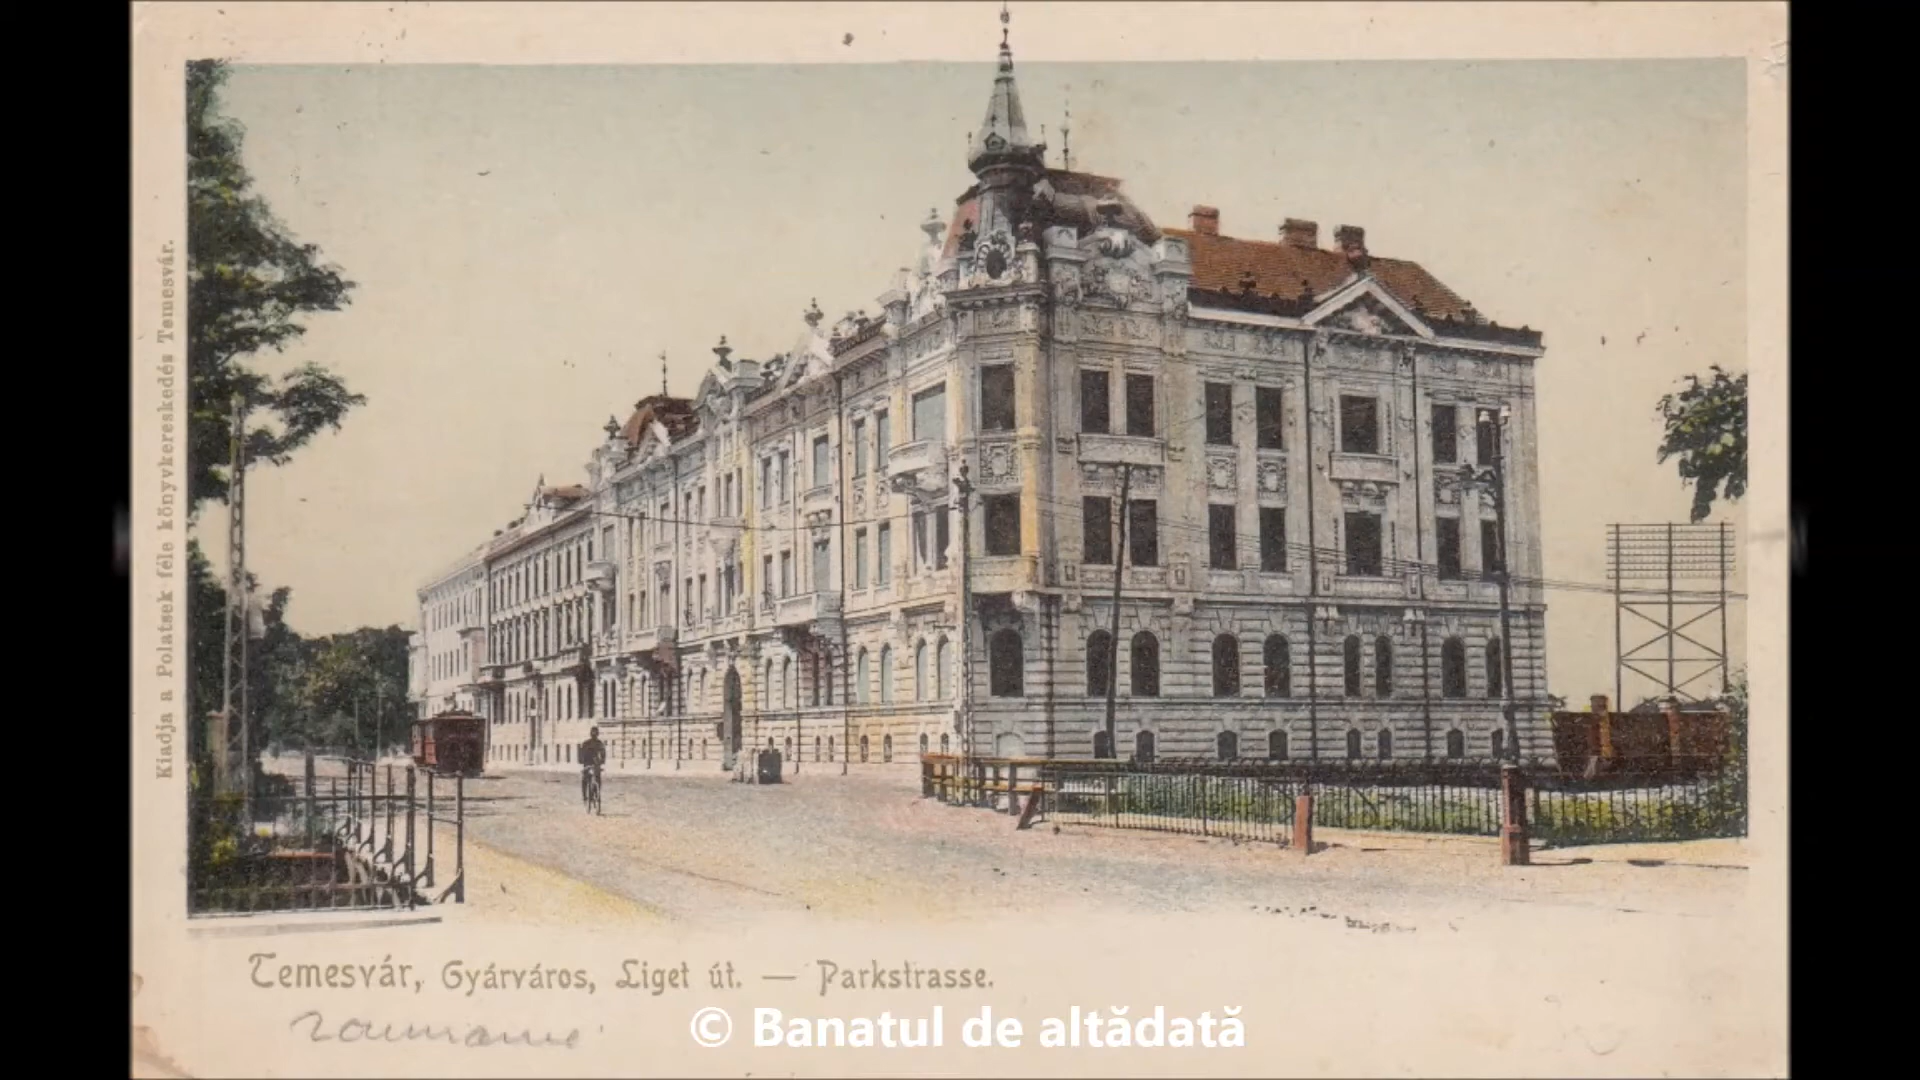 Kiadja a Polatsek féle könyvkereskedés Temesvár.
Temesvár, Gyárváros, Liget út. — Parkstrasse.
© Banatul de altădată